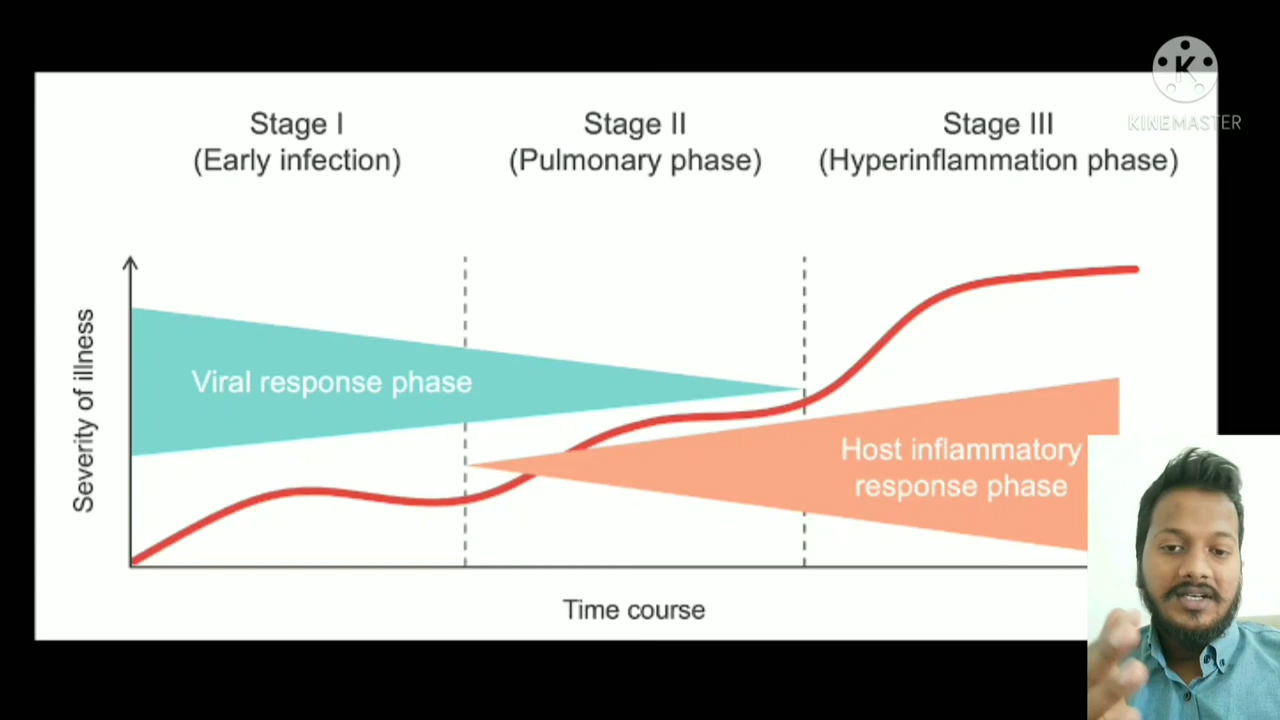 Stage I
(Early infection)
Stage II
(Pulmonary phase)
Stage III
(Hyperinflammation phase)
K
KINEMASTER
Severity of illness
Viral response phase
Host inflammatory
response phase
Time course